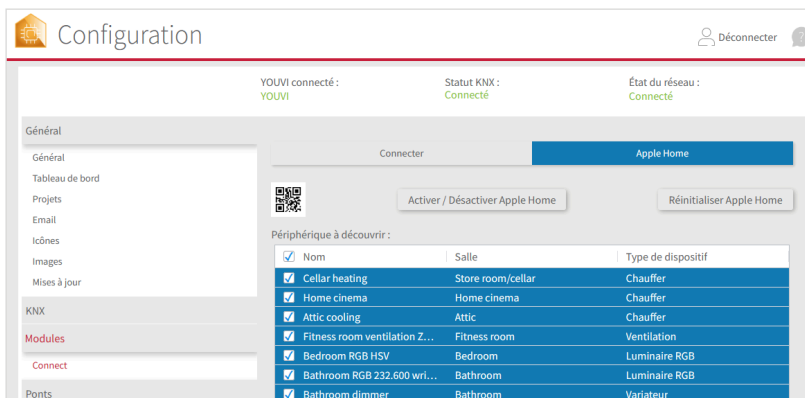 Configuration
Déconnecter
?
YOUVI connecté : Statut KNX : État du réseau :
YOUVI Connecté Connecté
Général
Général
Tableau de bord
Projets
Email
Icônes
Images
Mises à jour
KNX
Modules
Connect
Ponts
Connecter Apple Home
Activer / Désactiver Apple Home Réinitialiser Apple Home
Périphérique à découvrir :
Nom Salle Type de dispositif
Cellar heating Store room/cellar Chauffer
Home cinema Home cinema Chauffer
Attic cooling Attic Chauffer
Fitness room ventilation Z... Fitness room Ventilation
Bedroom RGB HSV Bedroom Luminaire RGB
Bathroom RGB 232.600 wri... Bathroom Luminaire RGB
Bathroom dimmer Bathroom Variateur